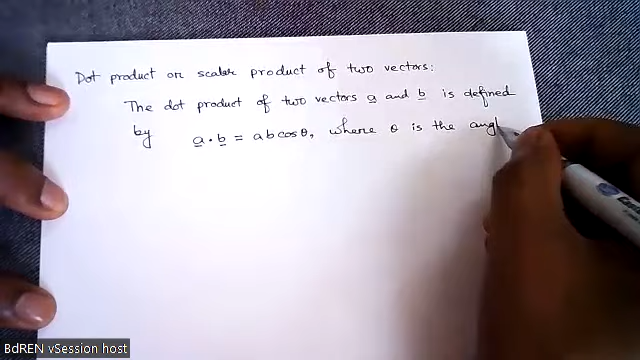 Dot product or scalar product of two vectors:
The dot product of two vectors a and b is defined
by a · b = ab cos θ, where θ is the angl
BdREN vSession host